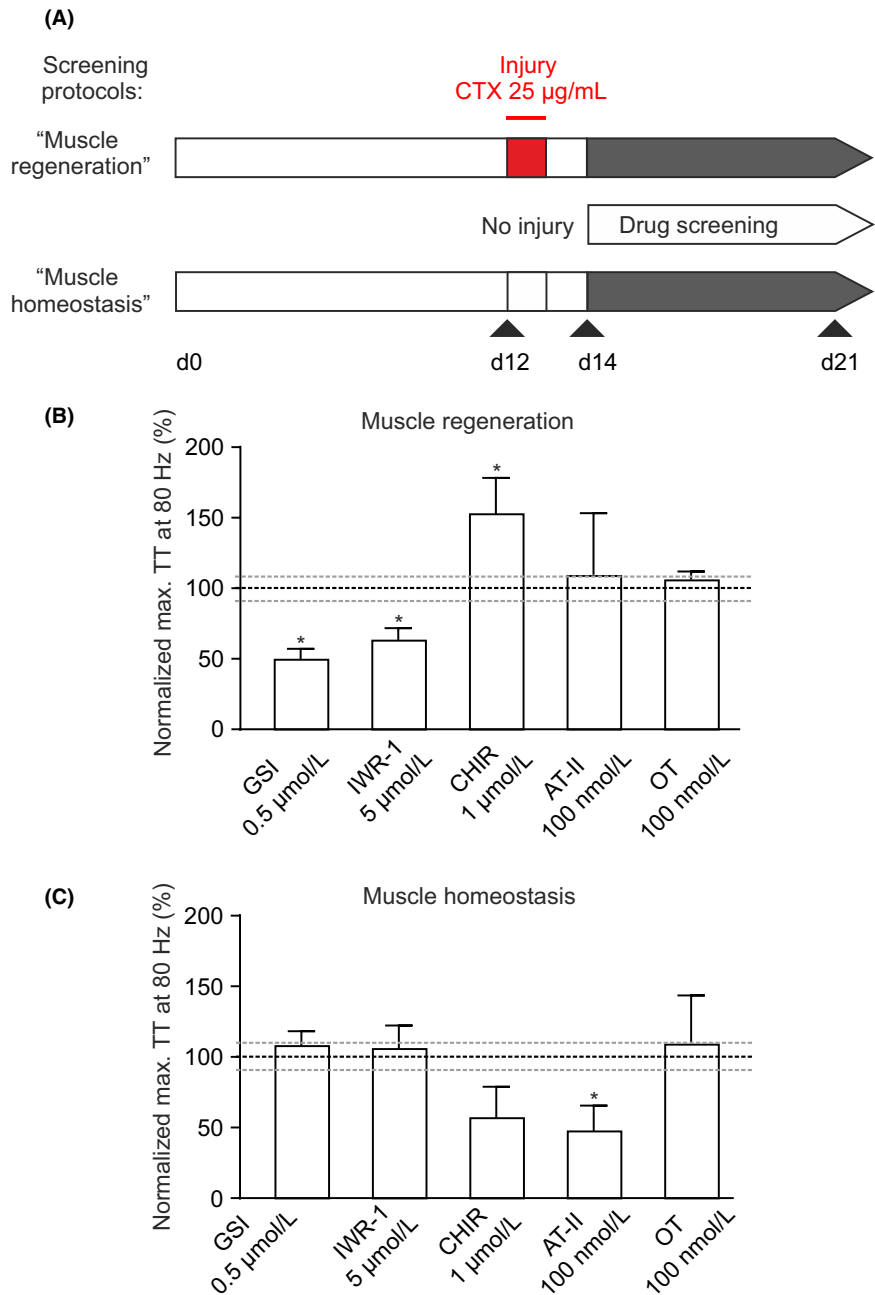 (A)
Screening
protocols:
Injury
CTX 25 µg/mL
“Muscle
regeneration”
No injury
Drug screening
“Muscle
homeostasis”
d0
d12
d14
d21
(B)
Muscle regeneration
Normalized max. TT at 80 Hz (%)
200
150
100
50
0
*
*
*
GSI
0.5 µmol/L
IWR-1
5 µmol/L
CHIR
1 µmol/L
AT-II
100 nmol/L
OT
100 nmol/L
(C)
Muscle homeostasis
Normalized max. TT at 80 Hz (%)
200
150
100
50
0
*
GSI
0.5 µmol/L
IWR-1
5 µmol/L
CHIR
1 µmol/L
AT-II
100 nmol/L
OT
100 nmol/L